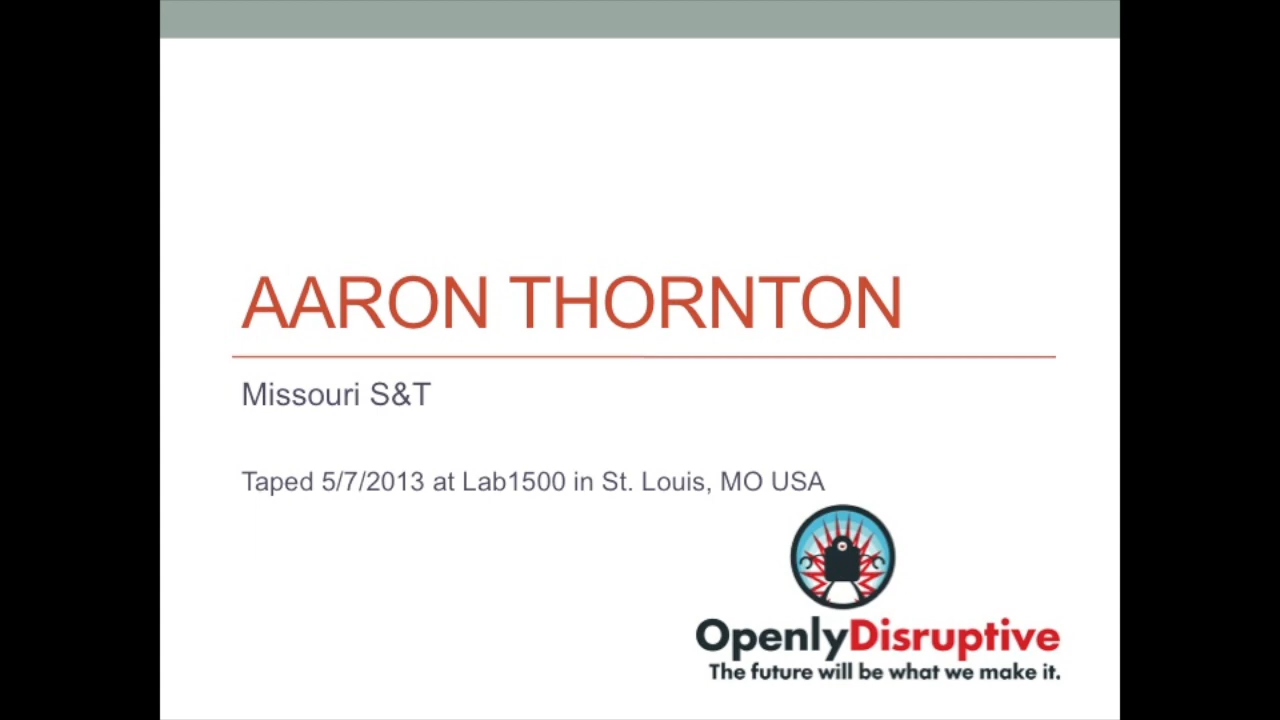 AARON THORNTON
Missouri S&T
Taped 5/7/2013 at Lab1500 in St. Louis, MO USA
OpenlyDisruptive
The future will be what we make it.